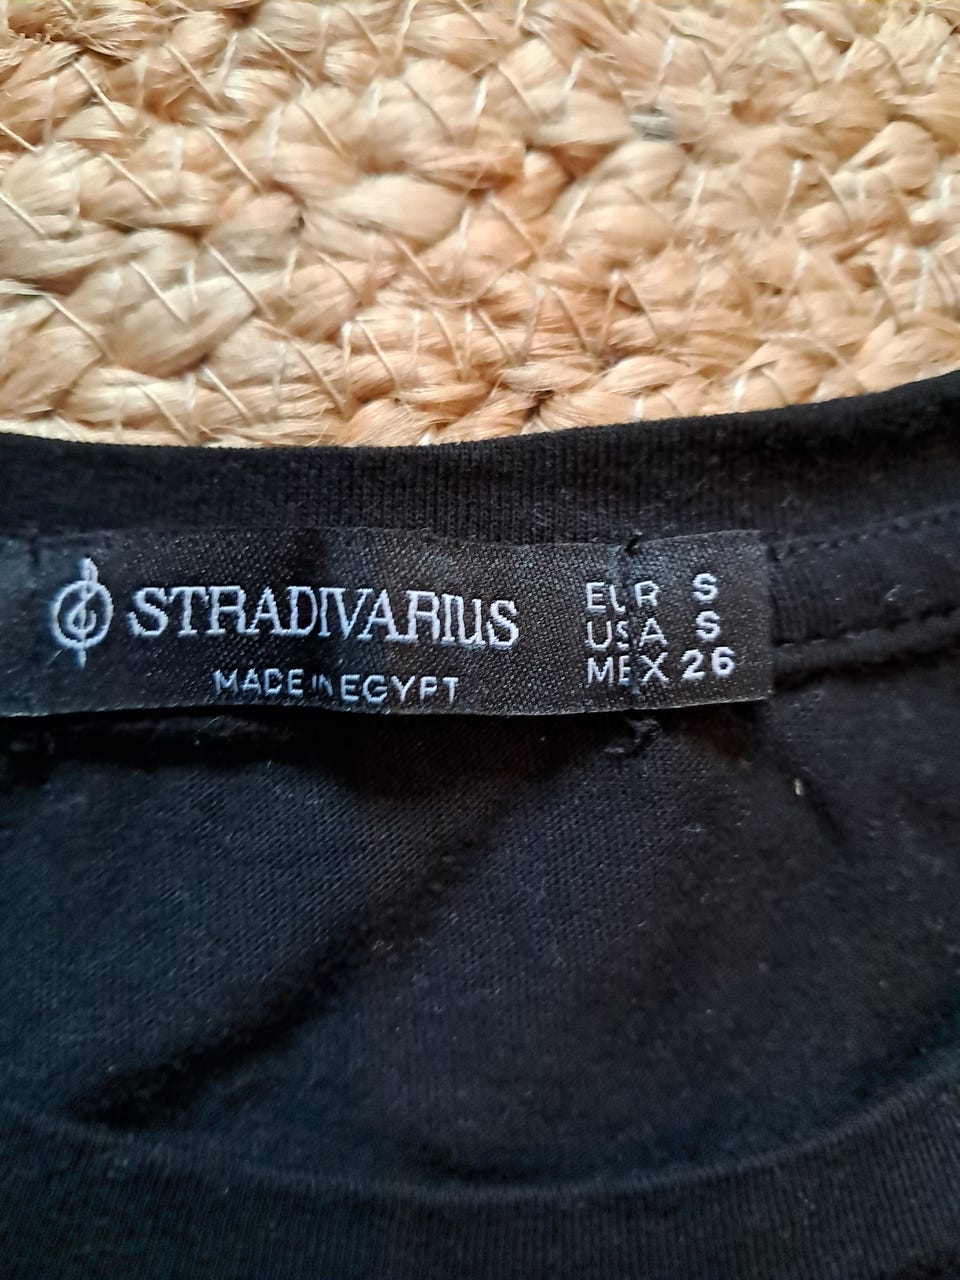 STRADIVARIUS
MADE IN EGYPT
EUR S
USA S
MEX 26